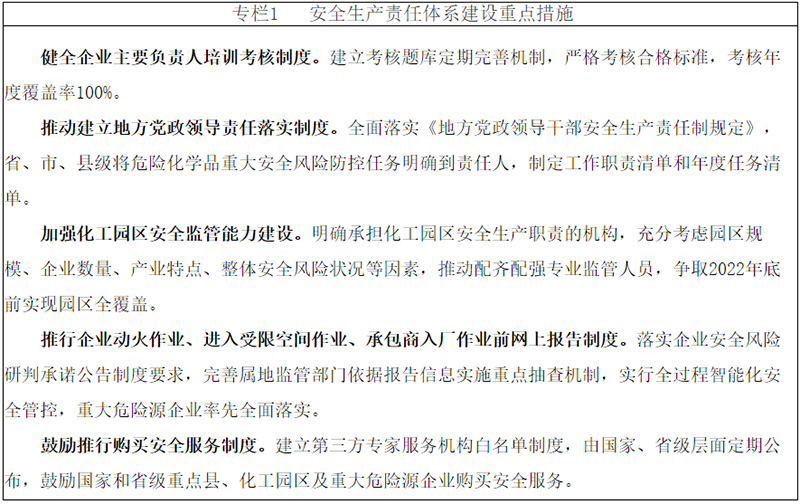 专栏1 安全生产责任体系建设重点措施
健全企业主要负责人培训考核制度。建立考核题库定期完善机制，严格考核合格标准，考核年
度覆盖率100%。
推动建立地方党政领导责任落实制度。全面落实《地方党政领导干部安全生产责任制规定》，
省、市、县级将危险化学品重大安全风险防控任务明确到责任人，制定工作职责清单和年度任务清
单。
加强化工园区安全监管能力建设。明确承担化工园区安全生产职责的机构，充分考虑园区规
模、企业数量、产业特点、整体安全风险状况等因素，推动配齐配强专业监管人员，争取2022年底
前实现园区全覆盖。
推行企业动火作业、进入受限空间作业、承包商入厂作业前网上报告制度。落实企业安全风险
研判承诺公告制度要求，完善属地监管部门依据报告信息实施重点抽查机制，实行全过程智能化安
全管控，重大危险源企业率先全面落实。
鼓励推行购买安全服务制度。建立第三方专家服务机构白名单制度，由国家、省级层面定期公
布，鼓励国家和省级重点县、化工园区及重大危险源企业购买安全服务。